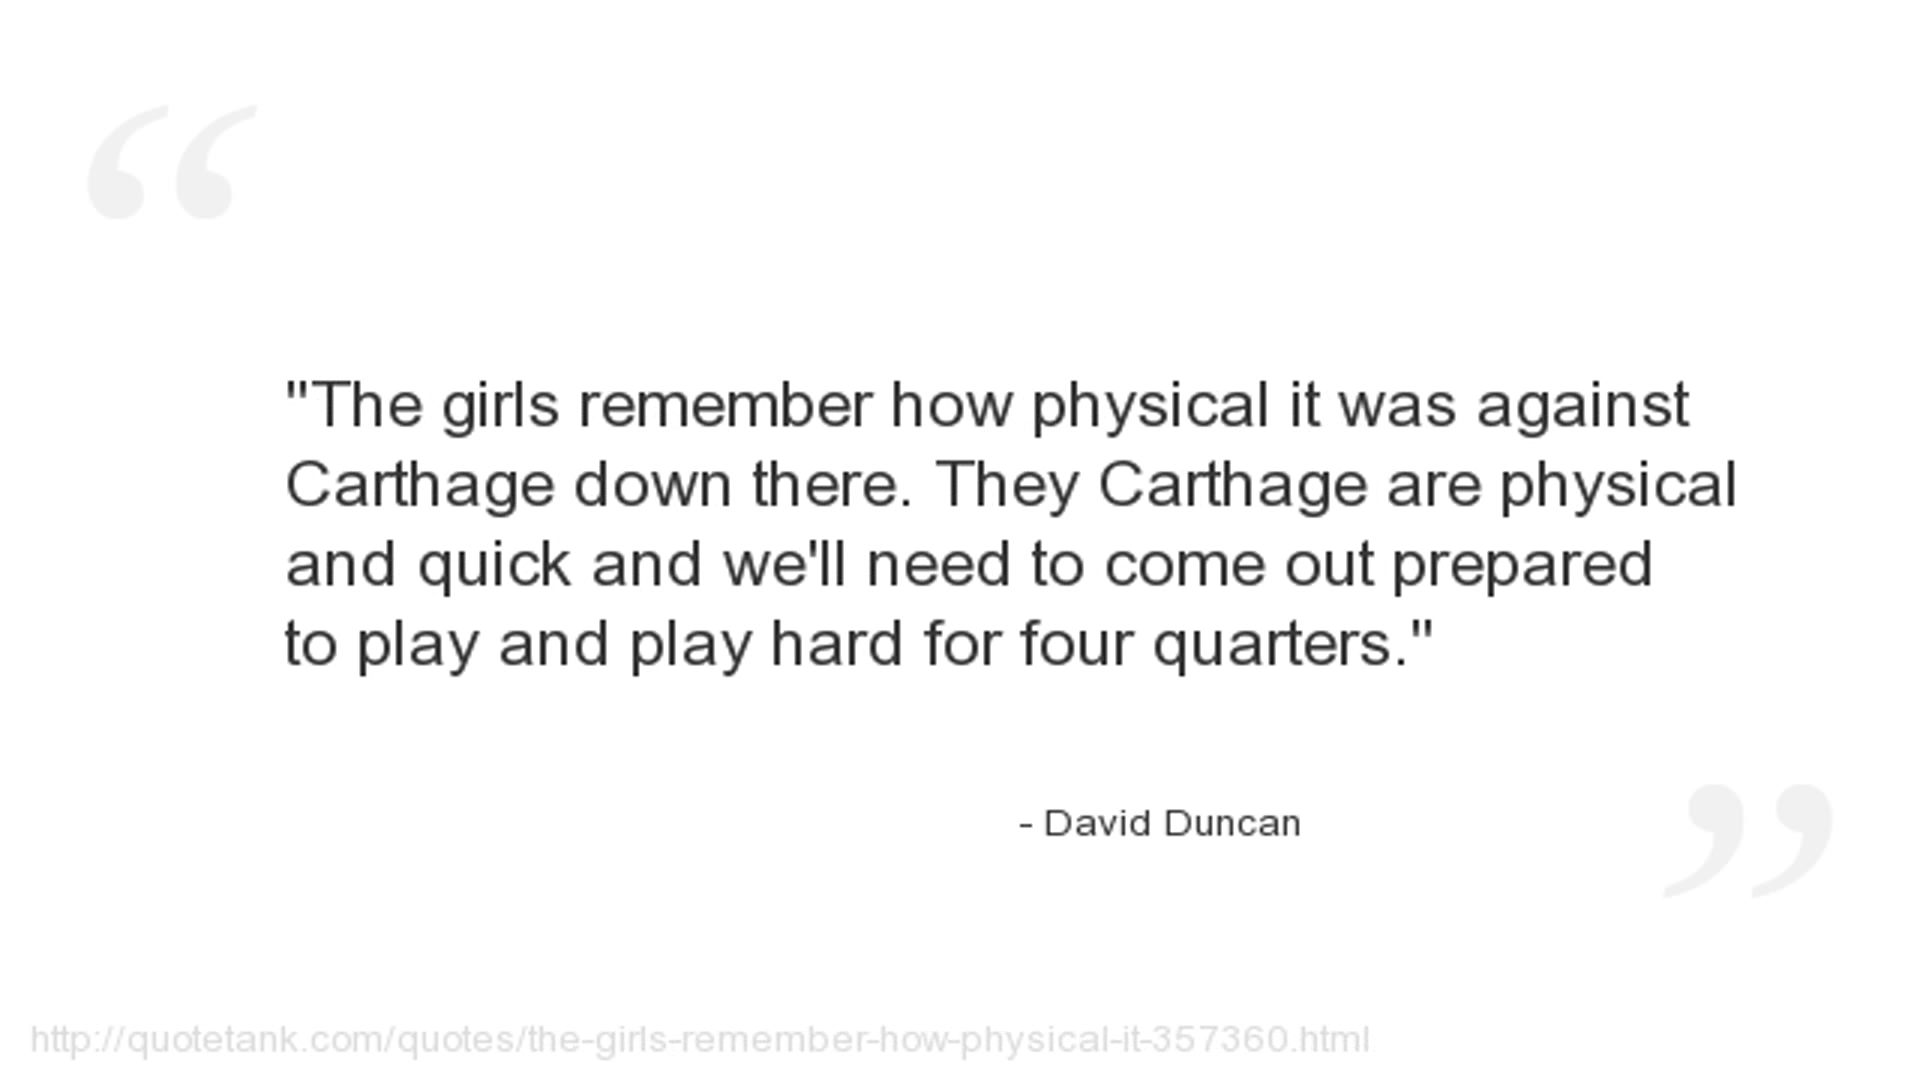 "The girls remember how physical it was against
Carthage down there. They Carthage are physical
and quick and we'll need to come out prepared
to play and play hard for four quarters."
- David Duncan
http://quotetank.com/quotes/the-girls-remember-how-physical-it-357360.html